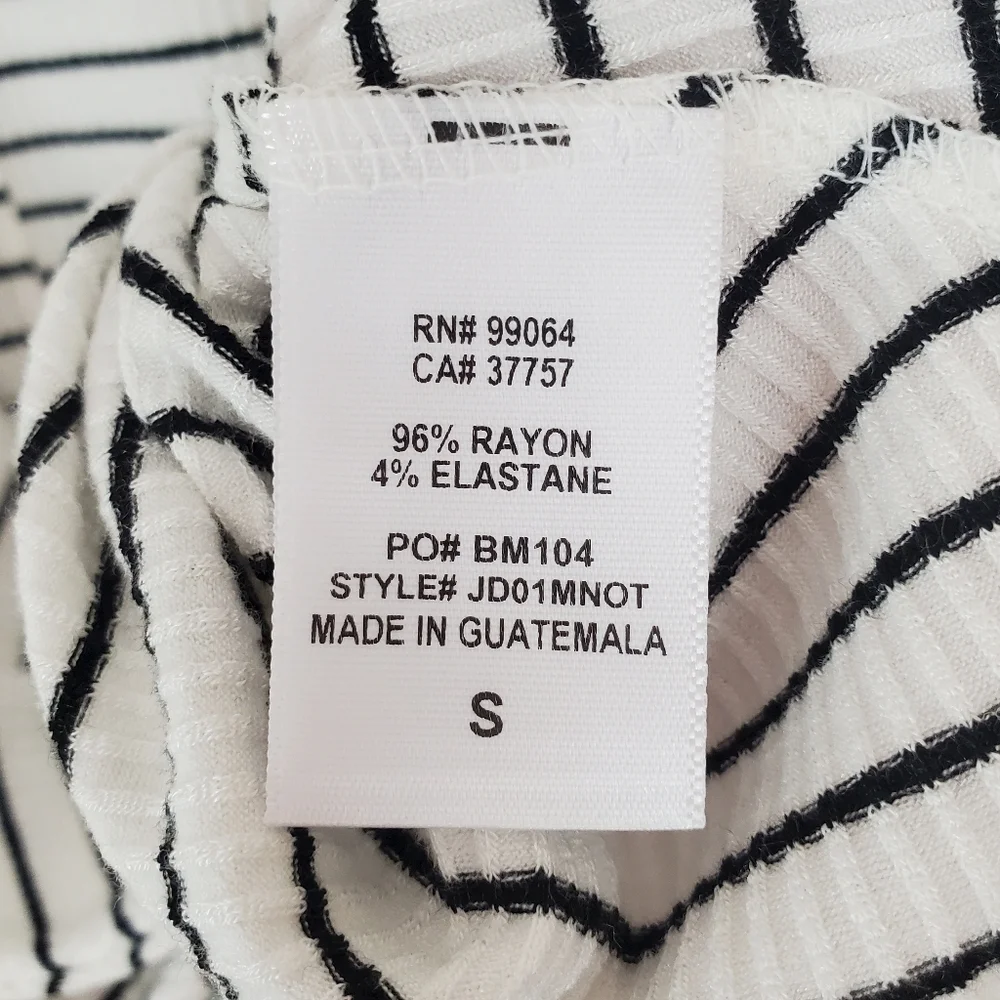 RN# 99064
CA# 37757
96% RAYON
4% ELASTANE
PO# BM104
STYLE# JD01MNOT
MADE IN GUATEMALA
S